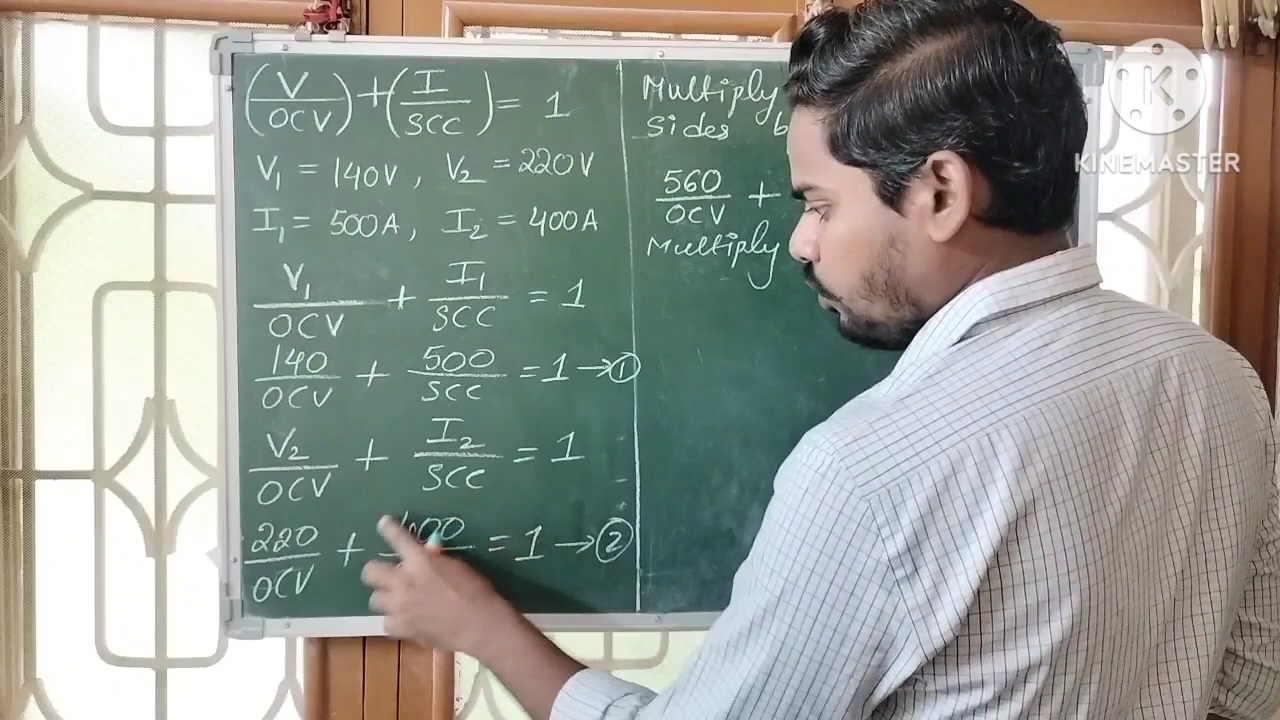 (V/OCV) + (I/SCC) = 1
V₁ = 140V, V₂ = 220V
I₁ = 500A, I₂ = 400A
V₁/OCV + I₁/SCC = 1
140/OCV + 500/SCC = 1 → ①
V₂/OCV + I₂/SCC = 1
220/OCV + 400 = 1 → ②
Multiply
Sides
560/OCV +
Multiply
K
KINEMASTER